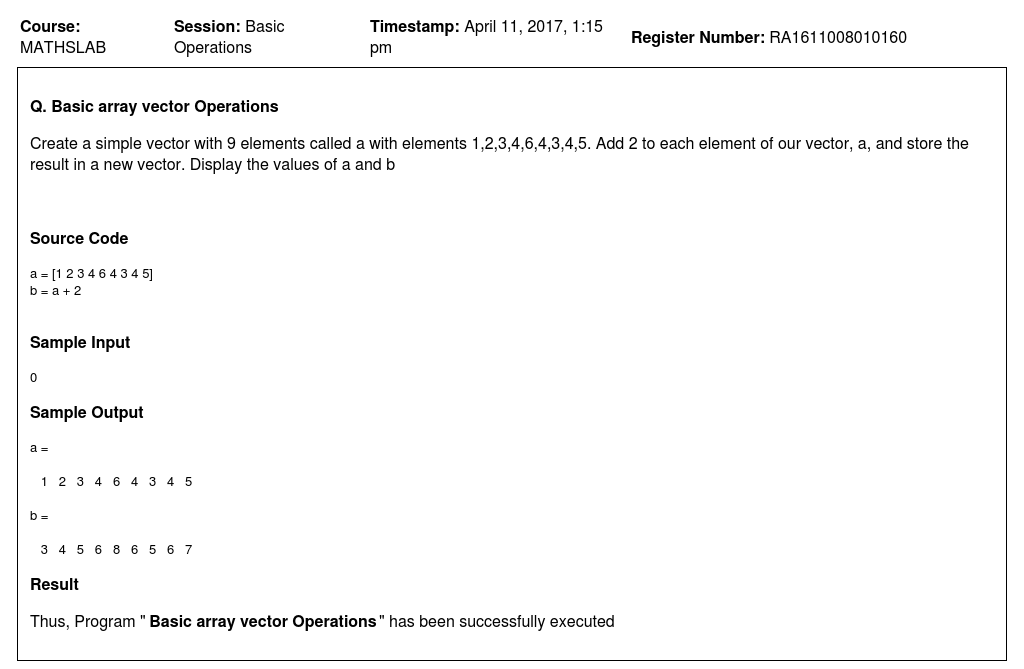 Course: MATHSLAB
Session: Basic Operations
Timestamp: April 11, 2017, 1:15 pm
Register Number: RA1611008010160
Q. Basic array vector Operations
Create a simple vector with 9 elements called a with elements 1,2,3,4,6,4,3,4,5. Add 2 to each element of our vector, a, and store the
result in a new vector. Display the values of a and b
Source Code
a = [1 2 3 4 6 4 3 4 5]
b = a + 2
Sample Input
0
Sample Output
a =
1 2 3 4 6 4 3 4 5
b =
3 4 5 6 8 6 5 6 7
Result
Thus, Program " Basic array vector Operations " has been successfully executed